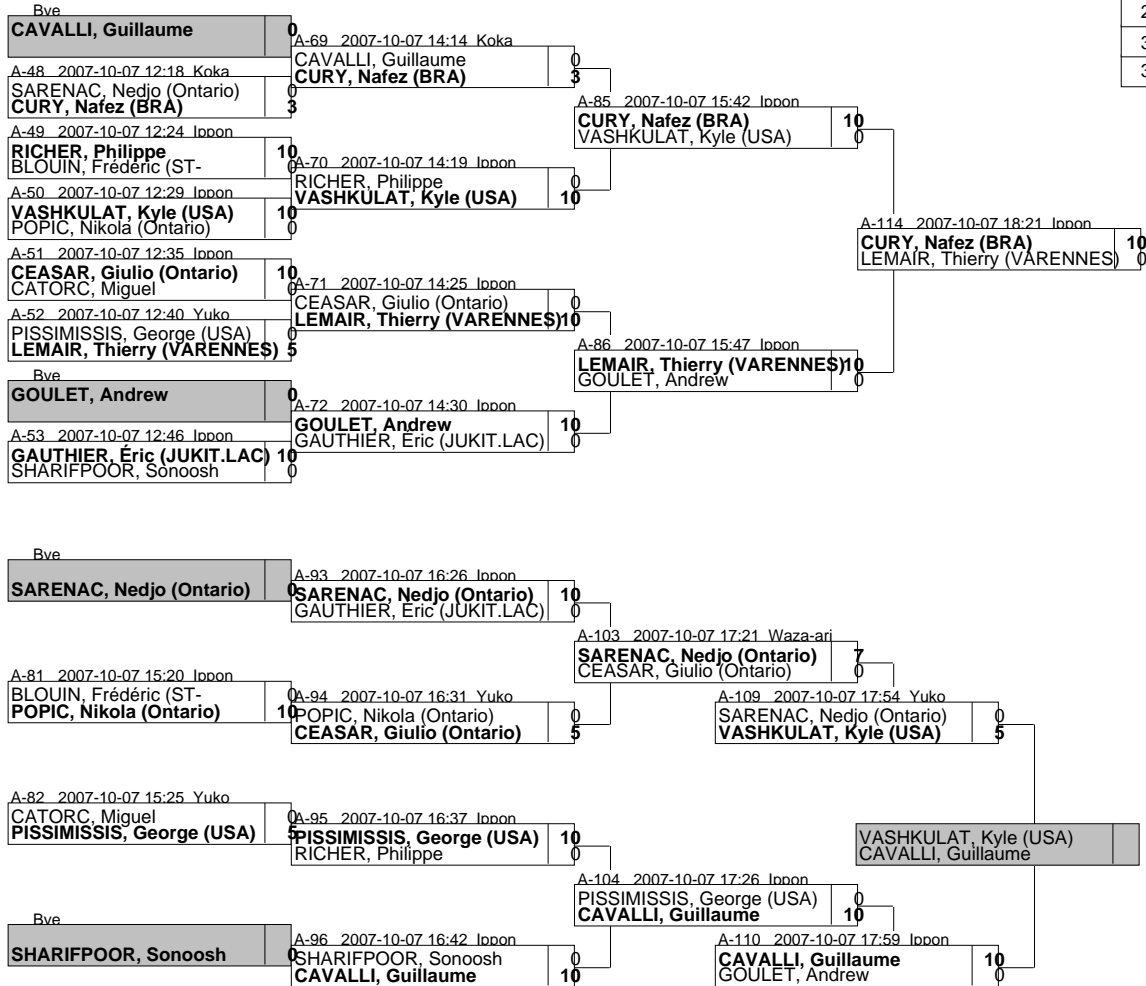 Bye
CAVALLI, Guillaume 0
A-48 2007-10-07 12:18 Koka
SARENAC, Nedjo (Ontario) 0
CURY, Nafez (BRA) 3
A-49 2007-10-07 12:24 Ippon
RICHER, Philippe 10
BLOUIN, Frédéric (ST- 0
A-50 2007-10-07 12:29 Ippon
VASHKULAT, Kyle (USA) 10
POPIC, Nikola (Ontario) 0
A-51 2007-10-07 12:35 Ippon
CEASAR, Giulio (Ontario) 10
CATORC, Miguel 0
A-52 2007-10-07 12:40 Yuko
PISSIMISSIS, George (USA) 0
LEMAIR, Thierry (VARENNES) 5
Bye
GOULET, Andrew 0
A-53 2007-10-07 12:46 Ippon
GAUTHIER, Éric (JUKIT.LAC) 10
SHARIFPOOR, Sonoosh 0
A-69 2007-10-07 14:14 Koka
CAVALLI, Guillaume 0
CURY, Nafez (BRA) 3
A-70 2007-10-07 14:19 Ippon
RICHER, Philippe 0
VASHKULAT, Kyle (USA) 10
A-71 2007-10-07 14:25 Ippon
CEASAR, Giulio (Ontario) 0
LEMAIR, Thierry (VARENNES) 10
A-72 2007-10-07 14:30 Ippon
GOULET, Andrew 10
GAUTHIER, Éric (JUKIT.LAC) 0
A-85 2007-10-07 15:42 Ippon
CURY, Nafez (BRA) 10
VASHKULAT, Kyle (USA) 0
A-86 2007-10-07 15:47 Ippon
LEMAIR, Thierry (VARENNES) 10
GOULET, Andrew 0
A-114 2007-10-07 18:21 Ippon
CURY, Nafez (BRA) 10
LEMAIR, Thierry (VARENNES) 0
2
3
3
Bye
SARENAC, Nedjo (Ontario) 0
A-81 2007-10-07 15:20 Ippon
BLOUIN, Frédéric (ST- 0
POPIC, Nikola (Ontario) 10
A-82 2007-10-07 15:25 Yuko
CATORC, Miguel 0
PISSIMISSIS, George (USA) 5
Bye
SHARIFPOOR, Sonoosh 0
A-93 2007-10-07 16:26 Ippon
SARENAC, Nedjo (Ontario) 10
GAUTHIER, Éric (JUKIT.LAC) 0
A-94 2007-10-07 16:31 Yuko
POPIC, Nikola (Ontario) 0
CEASAR, Giulio (Ontario) 5
A-95 2007-10-07 16:37 Ippon
PISSIMISSIS, George (USA) 10
RICHER, Philippe 0
A-96 2007-10-07 16:42 Ippon
SHARIFPOOR, Sonoosh 0
CAVALLI, Guillaume 10
A-103 2007-10-07 17:21 Waza-ari
SARENAC, Nedjo (Ontario) 7
CEASAR, Giulio (Ontario) 0
A-104 2007-10-07 17:26 Ippon
PISSIMISSIS, George (USA) 0
CAVALLI, Guillaume 10
A-109 2007-10-07 17:54 Yuko
SARENAC, Nedjo (Ontario) 0
VASHKULAT, Kyle (USA) 5
A-110 2007-10-07 17:59 Ippon
CAVALLI, Guillaume 10
GOULET, Andrew 0
VASHKULAT, Kyle (USA)
CAVALLI, Guillaume